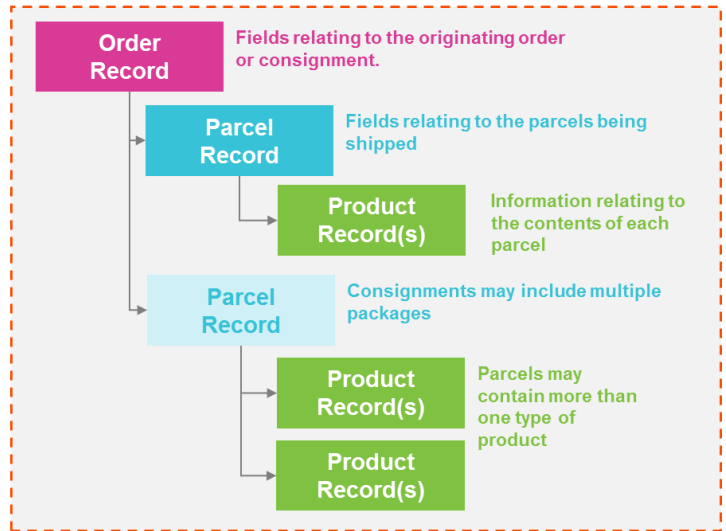 Order
Record
Fields relating to the originating order
or consignment.
Parcel
Record
Fields relating to the parcels being
shipped
Product
Record(s)
Information relating to
the contents of each
parcel
Parcel
Record
Consignments may include multiple
packages
Product
Record(s)
Parcels may
contain more than
one type of
product
Product
Record(s)